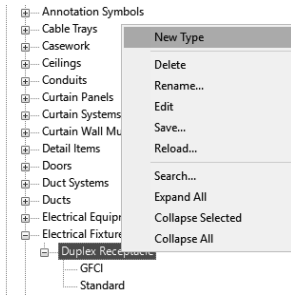 Annotation Symbols
Cable Trays
Casework
Ceilings
Conduits
Curtain Panels
Curtain Systems
Curtain Wall Mu
Detail Items
Doors
Duct Systems
Ducts
Electrical Equipr
Electrical Fixture
Duplex Receptacle
GFCI
Standard
New Type
Delete
Rename...
Edit
Save...
Reload...
Search...
Expand All
Collapse Selected
Collapse All